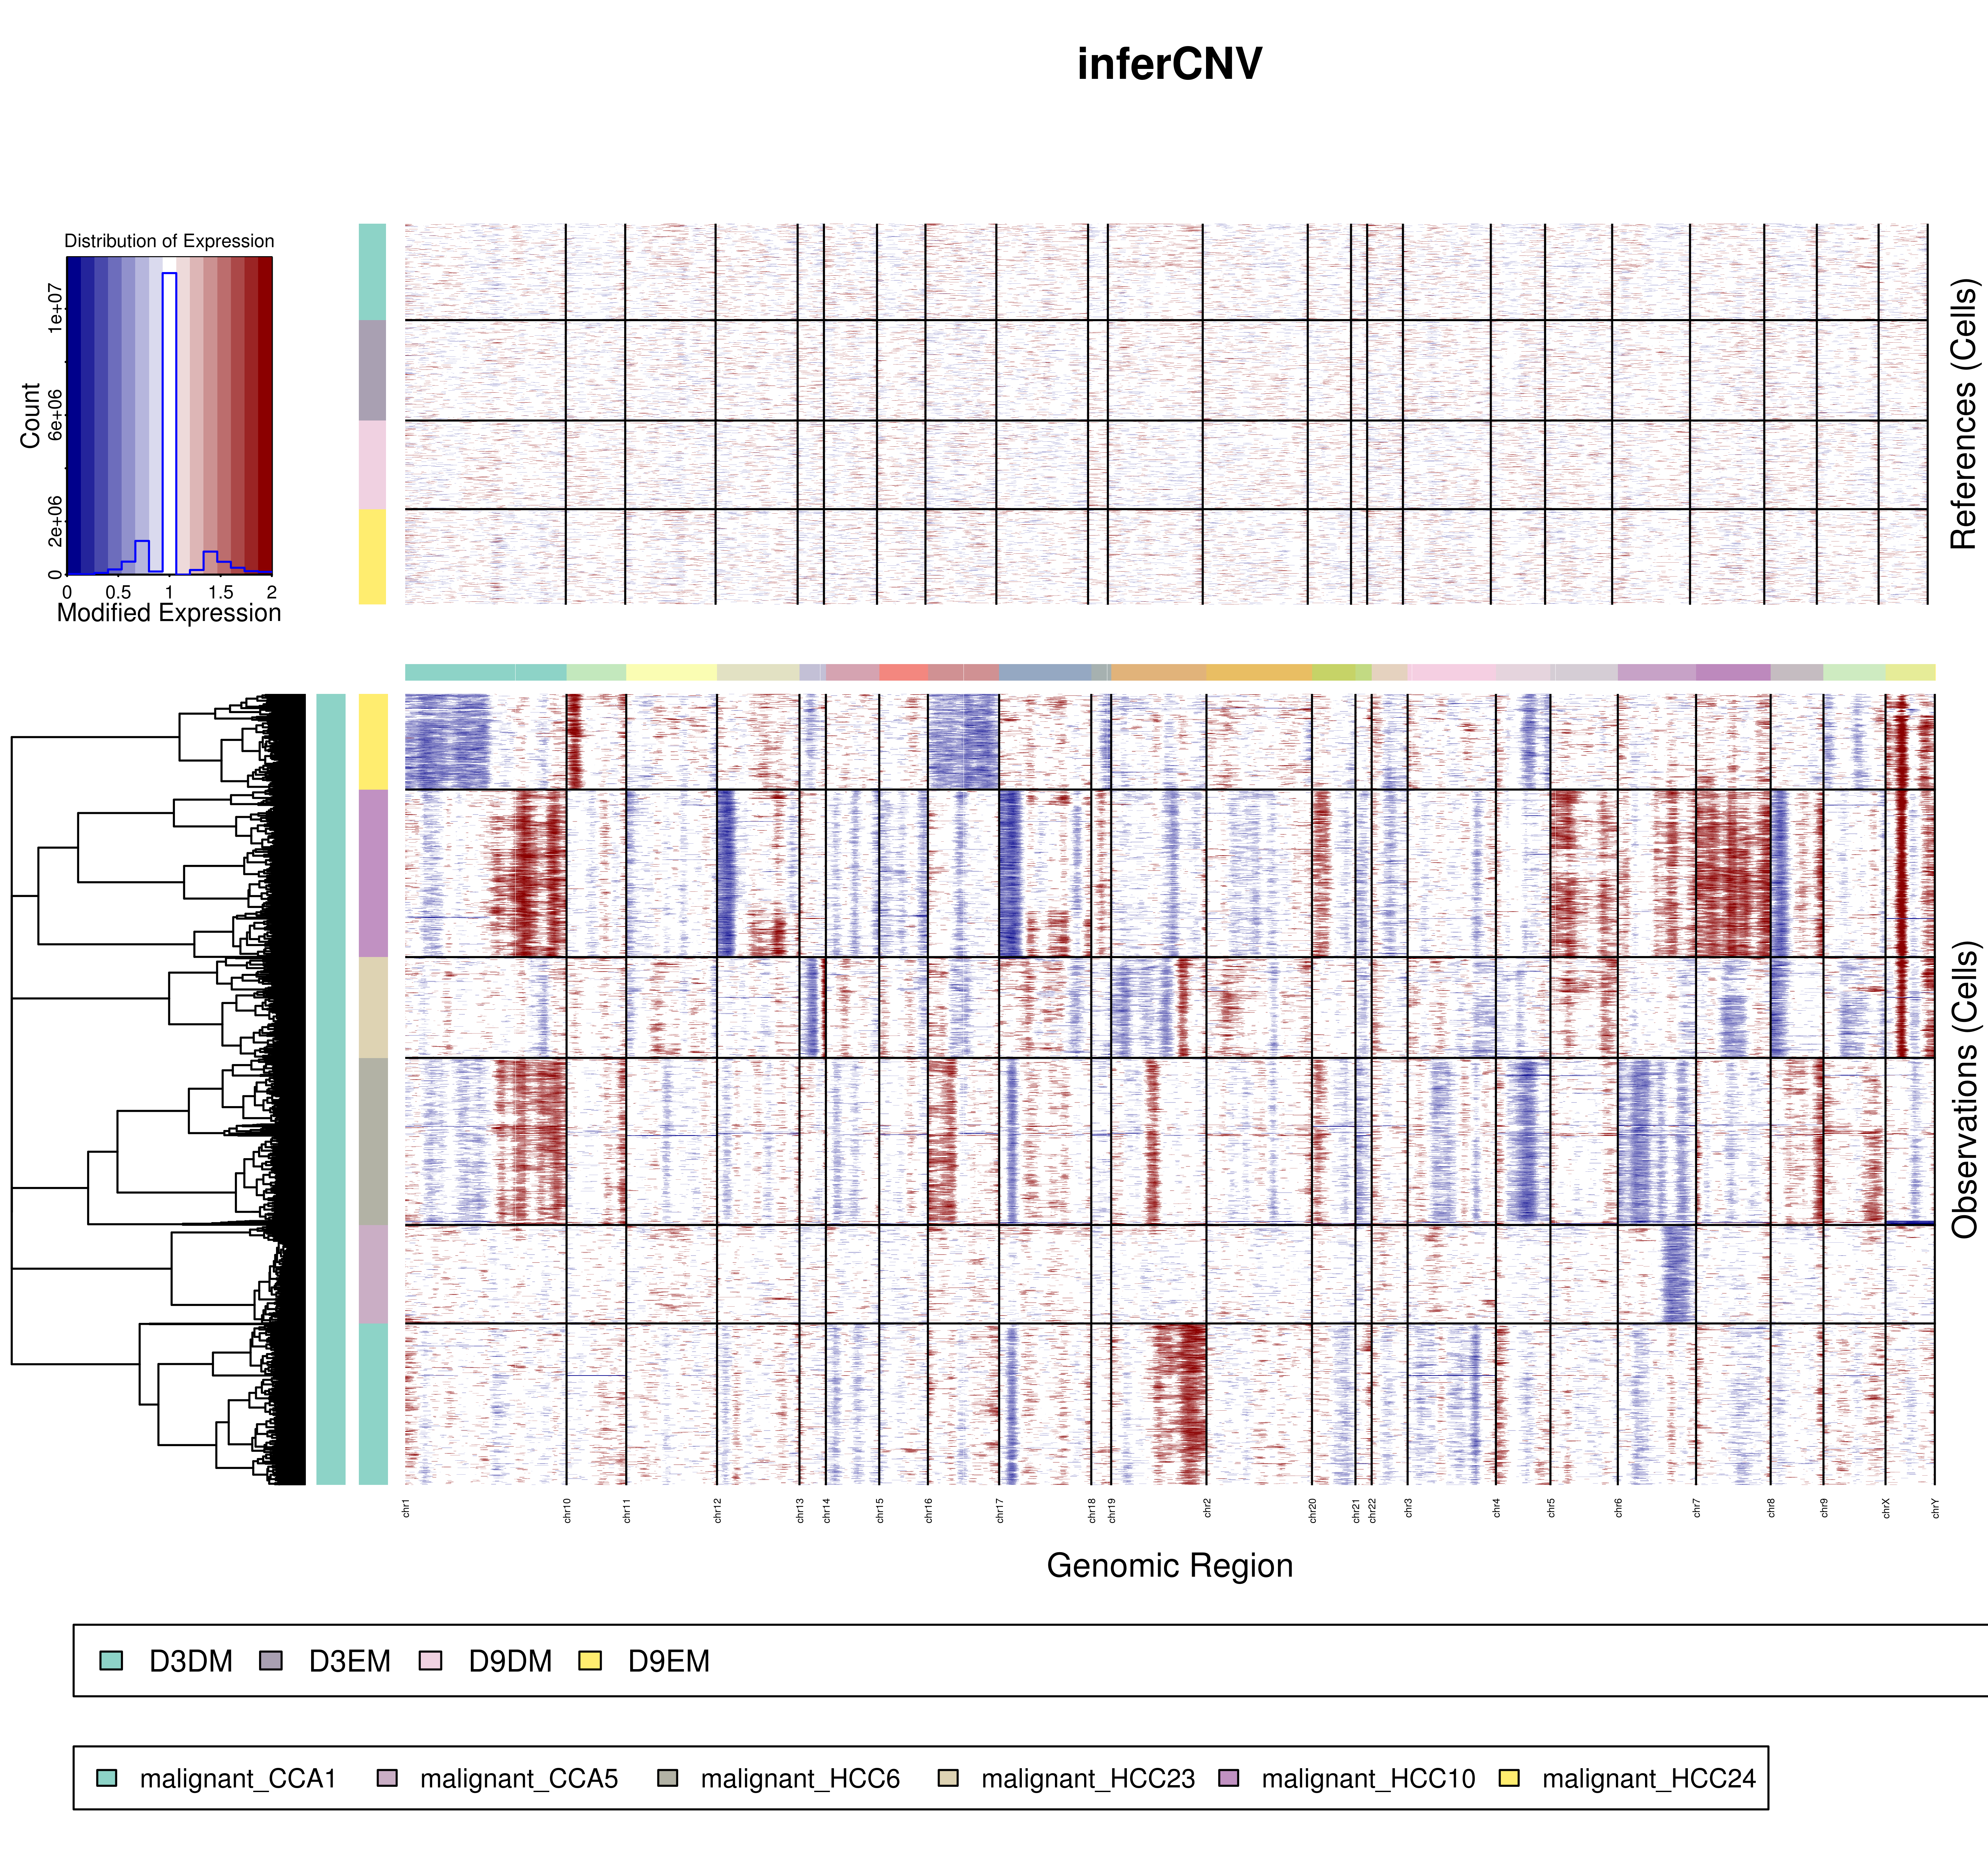 inferCNV
Distribution of Expression
Count
0 2e+06 6e+06 1e+07
0 0.5 1 1.5 2
Modified Expression
References (Cells)
Observations (Cells)
chr1 chr10 chr11 chr12 chr13 chr14 chr15 chr16 chr17 chr18 chr19 chr2 chr20 chr21 chr22 chr3 chr4 chr5 chr6 chr7 chr8 chr9 chrX chrY
Genomic Region
D3DM D3EM D9DM D9EM
malignant_CCA1 malignant_CCA5 malignant_HCC6 malignant_HCC23 malignant_HCC10 malignant_HCC24